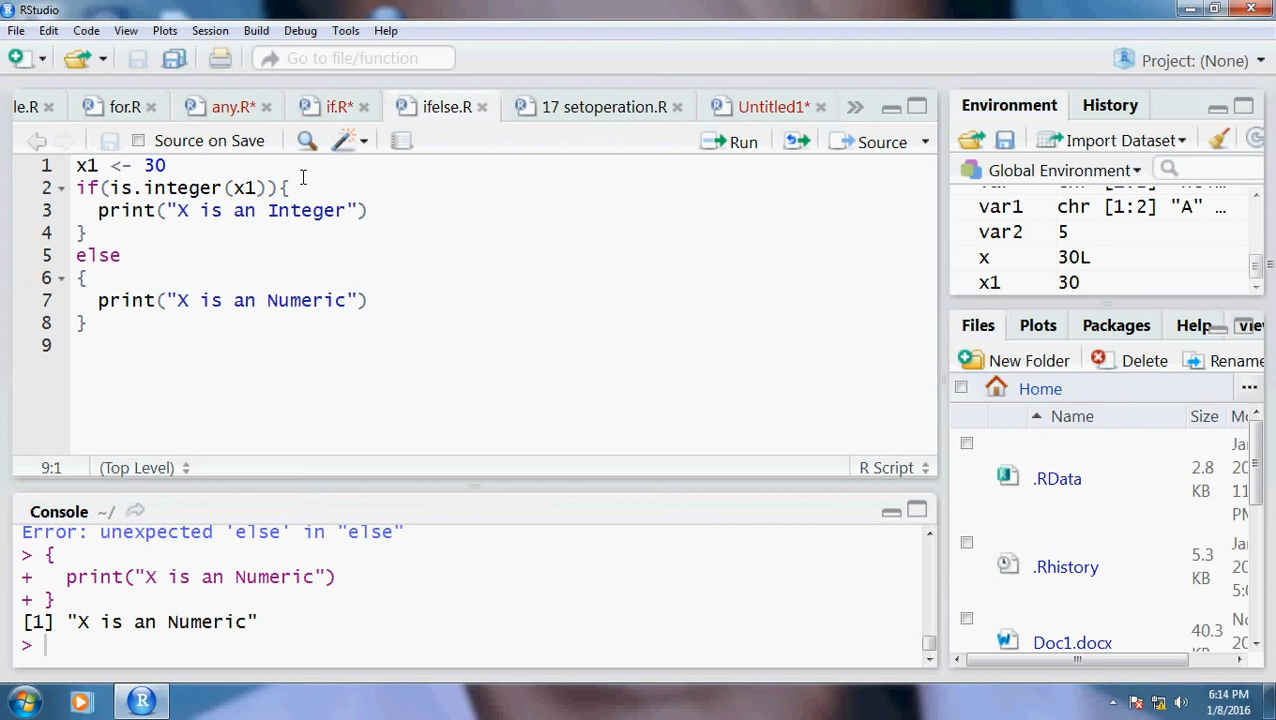 RStudio
File Edit Code View Plots Session Build Debug Tools Help
Go to file/function
Project: (None)
le.R for.R any.R* if.R* ifelse.R 17 setoperation.R Untitled1*
Source on Save Run Source
1 x1 <- 30
2 if(is.integer(x1)){
3 print("X is an Integer")
4 }
5 else
6 {
7 print("X is an Numeric")
8 }
9
9:1 (Top Level) R Script
Console ~/
Error: unexpected 'else' in "else"
> {
+ print("X is an Numeric")
+ }
[1] "X is an Numeric"
>
Environment History
Import Dataset
Global Environment
var1 chr [1:2] "A" …
var2 5
x 30L
x1 30
Files Plots Packages Help
New Folder Delete Rename
Home ...
Name Size
.RData 2.8 KB
.Rhistory 5.3 KB
Doc1.docx 40.3 KB
6:14 PM
1/8/2016